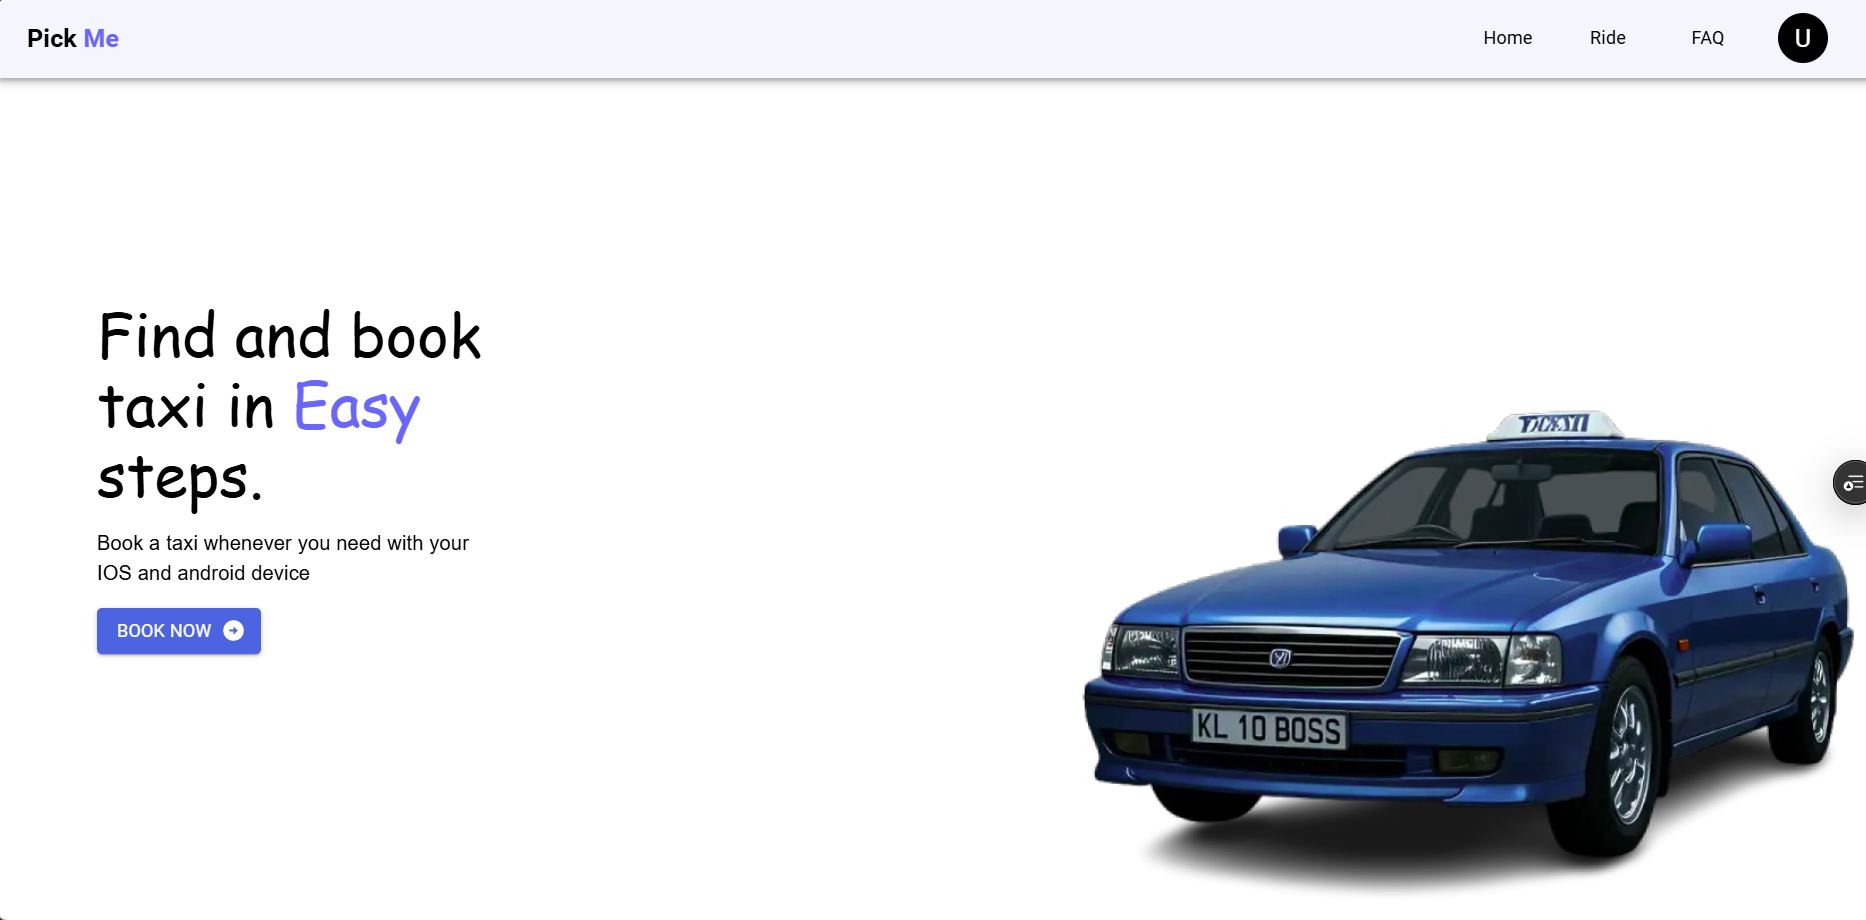 Pick Me
Home
Ride
FAQ
U
Find and book
taxi in Easy
steps.
Book a taxi whenever you need with your
IOS and android device
BOOK NOW
KL 10 BOSS